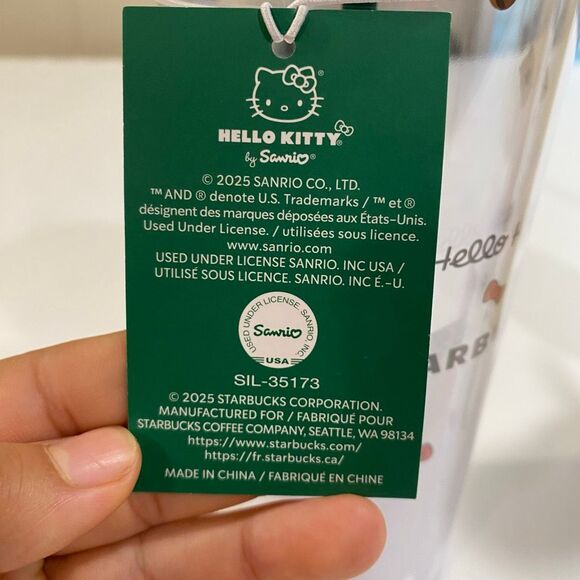 HELLO KITTY®
by Sanrio®
© 2025 SANRIO CO., LTD.
™ AND ® denote U.S. Trademarks / ™ et ®
désignent des marques déposées aux États-Unis.
Used Under License. / utilisées sous licence.
www.sanrio.com
USED UNDER LICENSE SANRIO. INC USA /
UTILISÉ SOUS LICENCE. SANRIO. INC É.-U.
USED UNDER LICENSE. SANRIO, INC.
Sanrio
USA
SIL-35173
© 2025 STARBUCKS CORPORATION.
MANUFACTURED FOR / FABRIQUÉ POUR
STARBUCKS COFFEE COMPANY, SEATTLE, WA 98134
https://www.starbucks.com/
https://fr.starbucks.ca/
MADE IN CHINA / FABRIQUÉ EN CHINE
Hello
ARBU